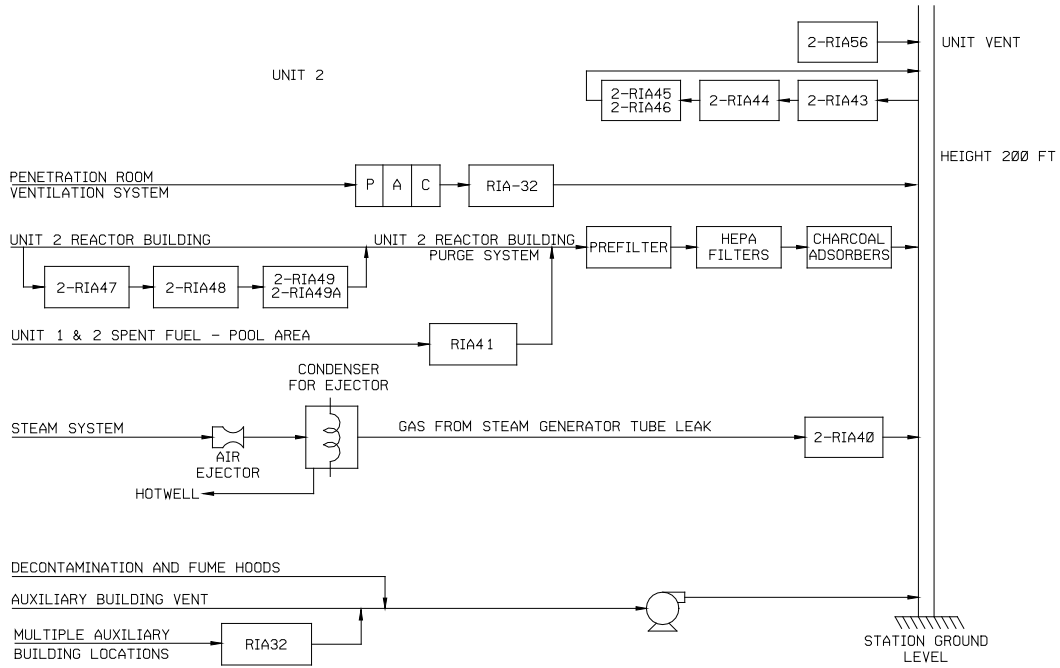 2-RIA56
UNIT VENT
UNIT 2
2-RIA45
2-RIA46
2-RIA44
2-RIA43
HEIGHT 200 FT
PENETRATION ROOM
VENTILATION SYSTEM
P
A
C
RIA-32
UNIT 2 REACTOR BUILDING
UNIT 2 REACTOR BUILDING
PURGE SYSTEM
PREFILTER
HEPA
FILTERS
CHARCOAL
ADSORBERS
2-RIA47
2-RIA48
2-RIA49
2-RIA49A
UNIT 1 & 2 SPENT FUEL - POOL AREA
RIA41
CONDENSER
FOR EJECTOR
STEAM SYSTEM
AIR
EJECTOR
GAS FROM STEAM GENERATOR TUBE LEAK
2-RIA40
HOTWELL
DECONTAMINATION AND FUME HOODS
AUXILIARY BUILDING VENT
MULTIPLE AUXILIARY
BUILDING LOCATIONS
RIA32
STATION GROUND
LEVEL